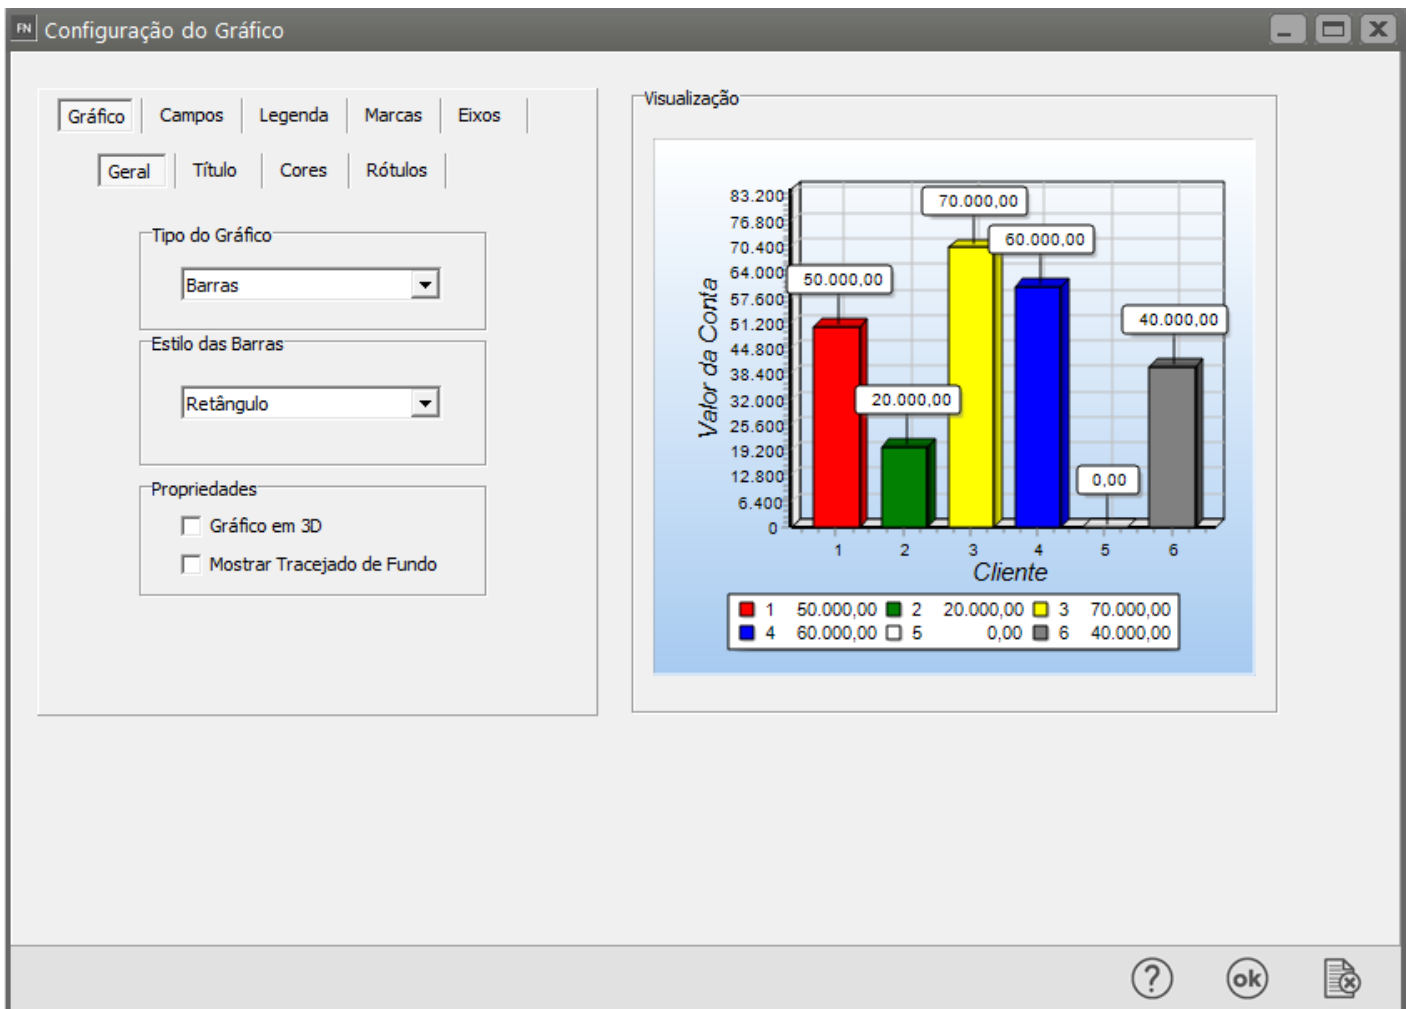 FN Configuração do Gráfico
Gráfico Campos Legenda Marcas Eixos
Geral Título Cores Rótulos
Tipo do Gráfico
Barras
Estilo das Barras
Retângulo
Propriedades
Gráfico em 3D
Mostrar Tracejado de Fundo
Visualização
83.200
76.800
70.400
64.000
57.600
51.200
44.800
38.400
32.000
25.600
19.200
12.800
6.400
0
Valor da Conta
50.000,00
20.000,00
70.000,00
60.000,00
0,00
40.000,00
1 2 3 4 5 6
Cliente
1 50.000,00 2 20.000,00 3 70.000,00
4 60.000,00 5 0,00 6 40.000,00
? ok